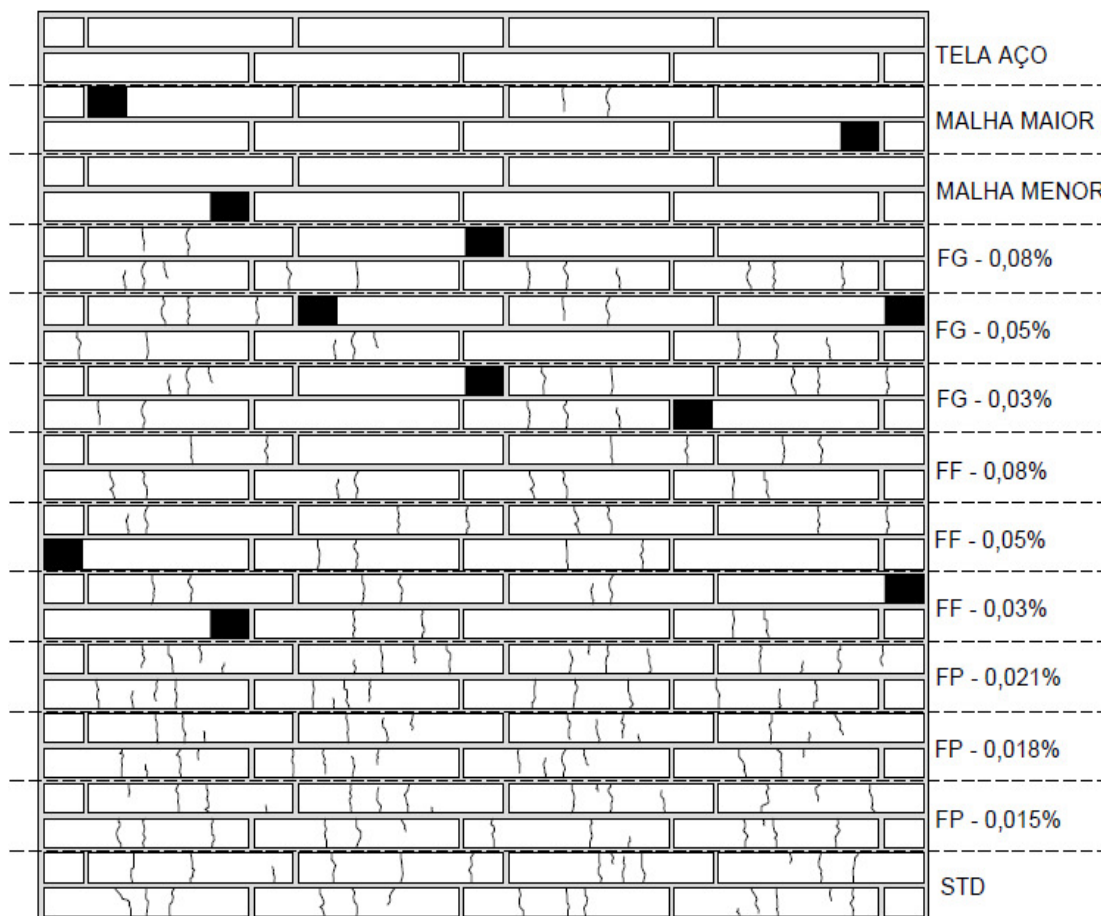 TELA AÇO
MALHA MAIOR
MALHA MENOR
FG - 0,08%
FG - 0,05%
FG - 0,03%
FF - 0,08%
FF - 0,05%
FF - 0,03%
FP - 0,021%
FP - 0,018%
FP - 0,015%
STD